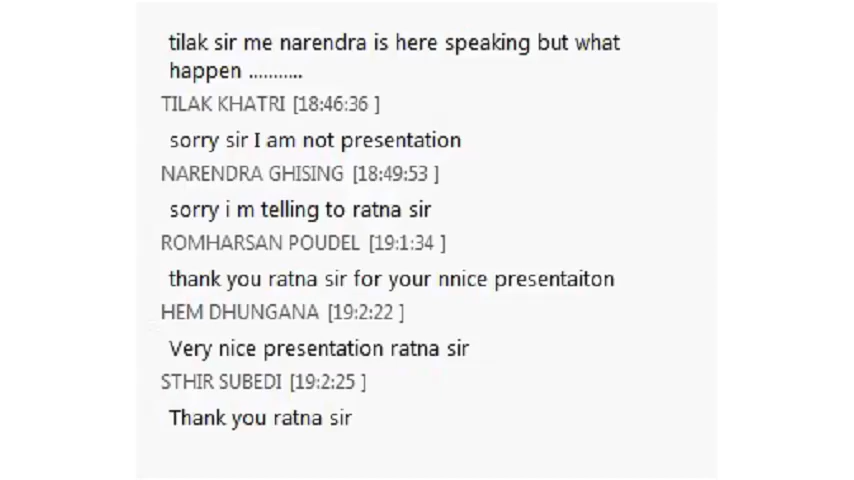 tilak sir me narendra is here speaking but what
happen ...........
TILAK KHATRI [18:46:36 ]
sorry sir I am not presentation
NARENDRA GHISING [18:49:53 ]
sorry i m telling to ratna sir
ROMHARSAN POUDEL [19:1:34 ]
thank you ratna sir for your nnice presentaiton
HEM DHUNGANA [19:2:22 ]
Very nice presentation ratna sir
STHIR SUBEDI [19:2:25 ]
Thank you ratna sir